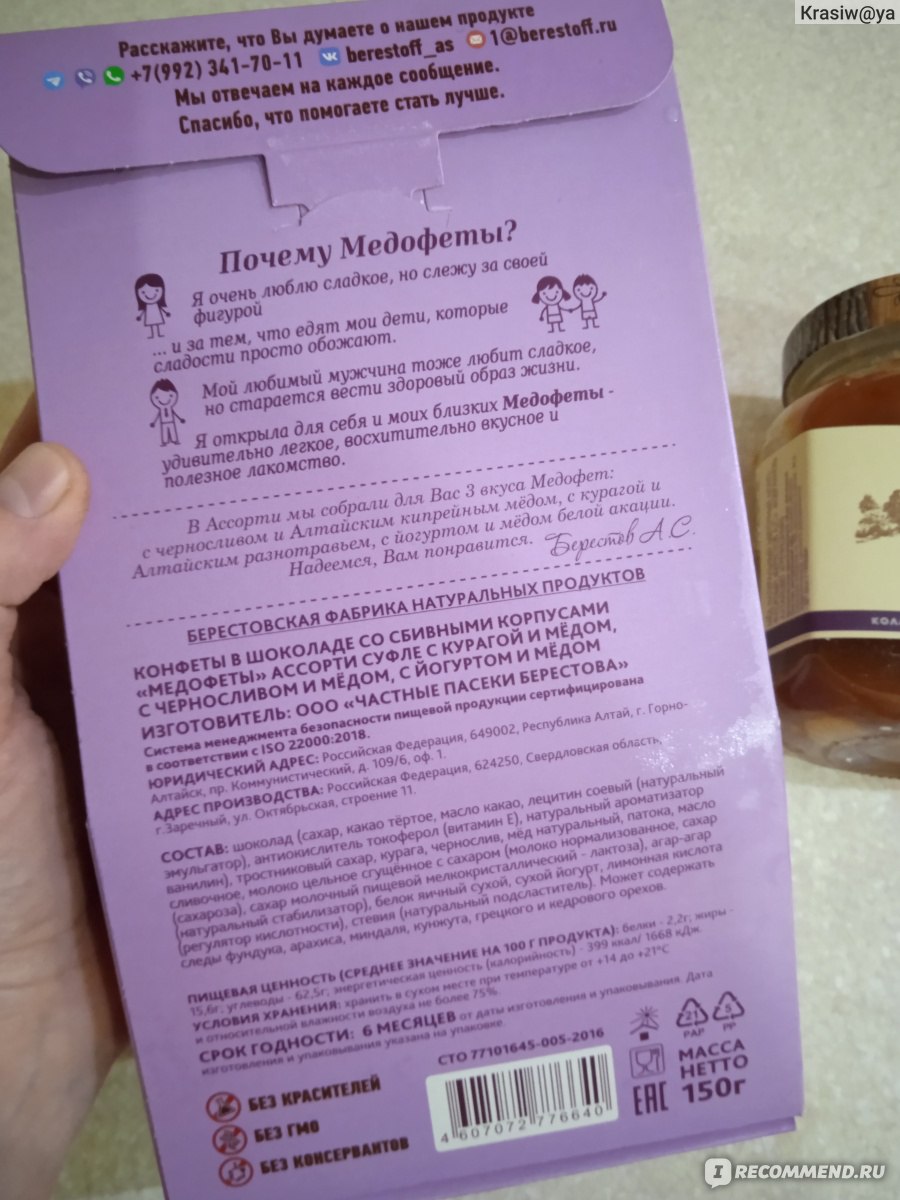 Krasiw@ya
Расскажите, что Вы думаете о нашем продукте
+7(992) 341-70-11 berestoff_as 1@berestoff.ru
Мы отвечаем на каждое сообщение.
Спасибо, что помогаете стать лучше.
Почему Медофеты?
Я очень люблю сладкое, но слежу за своей
фигурой
... и за тем, что едят мои дети, которые
сладости просто обожают.
Мой любимый мужчина тоже любит сладкое,
но старается вести здоровый образ жизни.
Я открыла для себя и моих близких Медофеты -
удивительно легкое, восхитительно вкусное и
полезное лакомство.
В Ассорти мы собрали для Вас 3 вкуса Медофет:
с черносливом и Алтайским кипрейным мёдом, с курагой и
Алтайским разнотравьем, с йогуртом и мёдом белой акации.
Надеемся, Вам понравится. Берестов А.С.
БЕРЕСТОВСКАЯ ФАБРИКА НАТУРАЛЬНЫХ ПРОДУКТОВ
КОНФЕТЫ В ШОКОЛАДЕ СО СБИВНЫМИ КОРПУСАМИ
«МЕДОФЕТЫ» АССОРТИ СУФЛЕ С КУРАГОЙ И МЁДОМ,
С ЧЕРНОСЛИВОМ И МЁДОМ, С ЙОГУРТОМ И МЁДОМ
ИЗГОТОВИТЕЛЬ: ООО «ЧАСТНЫЕ ПАСЕКИ БЕРЕСТОВА»
Система менеджмента безопасности пищевой продукции сертифицирована
в соответствии с ISO 22000:2018.
ЮРИДИЧЕСКИЙ АДРЕС: Российская Федерация, 649002, Республика Алтай, г. Горно-
Алтайск, пр. Коммунистический, д. 109/6, оф. 1.
АДРЕС ПРОИЗВОДСТВА: Российская Федерация, 624250, Свердловская область,
г.Заречный, ул. Октябрьская, строение 11.
СОСТАВ: шоколад (сахар, какао тёртое, масло какао, лецитин соевый (натуральный
эмульгатор), антиокислитель токоферол (витамин Е), натуральный ароматизатор
ванилин), тростниковый сахар, курага, чернослив, мёд натуральный, патока, масло
сливочное, молоко цельное сгущённое с сахаром (молоко нормализованное, сахар
(сахароза), сахар молочный пищевой мелкокристаллический - лактоза), агар-агар
(натуральный стабилизатор), белок яичный сухой, сухой йогурт, лимонная кислота
(регулятор кислотности), стевия (натуральный подсластитель). Может содержать
следы фундука, арахиса, миндаля, кунжута, грецкого и кедрового орехов.
ПИЩЕВАЯ ЦЕННОСТЬ (СРЕДНЕЕ ЗНАЧЕНИЕ НА 100 Г ПРОДУКТА): белки - 2,2г; жиры -
15,6г; углеводы - 62,5г; энергетическая ценность (калорийность) - 399 ккал/ 1668 кДж.
УСЛОВИЯ ХРАНЕНИЯ: хранить в сухом месте при температуре от +14 до +21°С
и относительной влажности воздуха не более 75%.
СРОК ГОДНОСТИ: 6 МЕСЯЦЕВ от даты изготовления и упаковывания. Дата
изготовления и упаковывания указана на упаковке.
СТО 77101645-005-2016
21
PAP
5
PP
БЕЗ КРАСИТЕЛЕЙ
БЕЗ ГМО
БЕЗ КОНСЕРВАНТОВ
4 607072 776640
EAC
МАССА
НЕТТО
150г
IRECOMMEND.RU